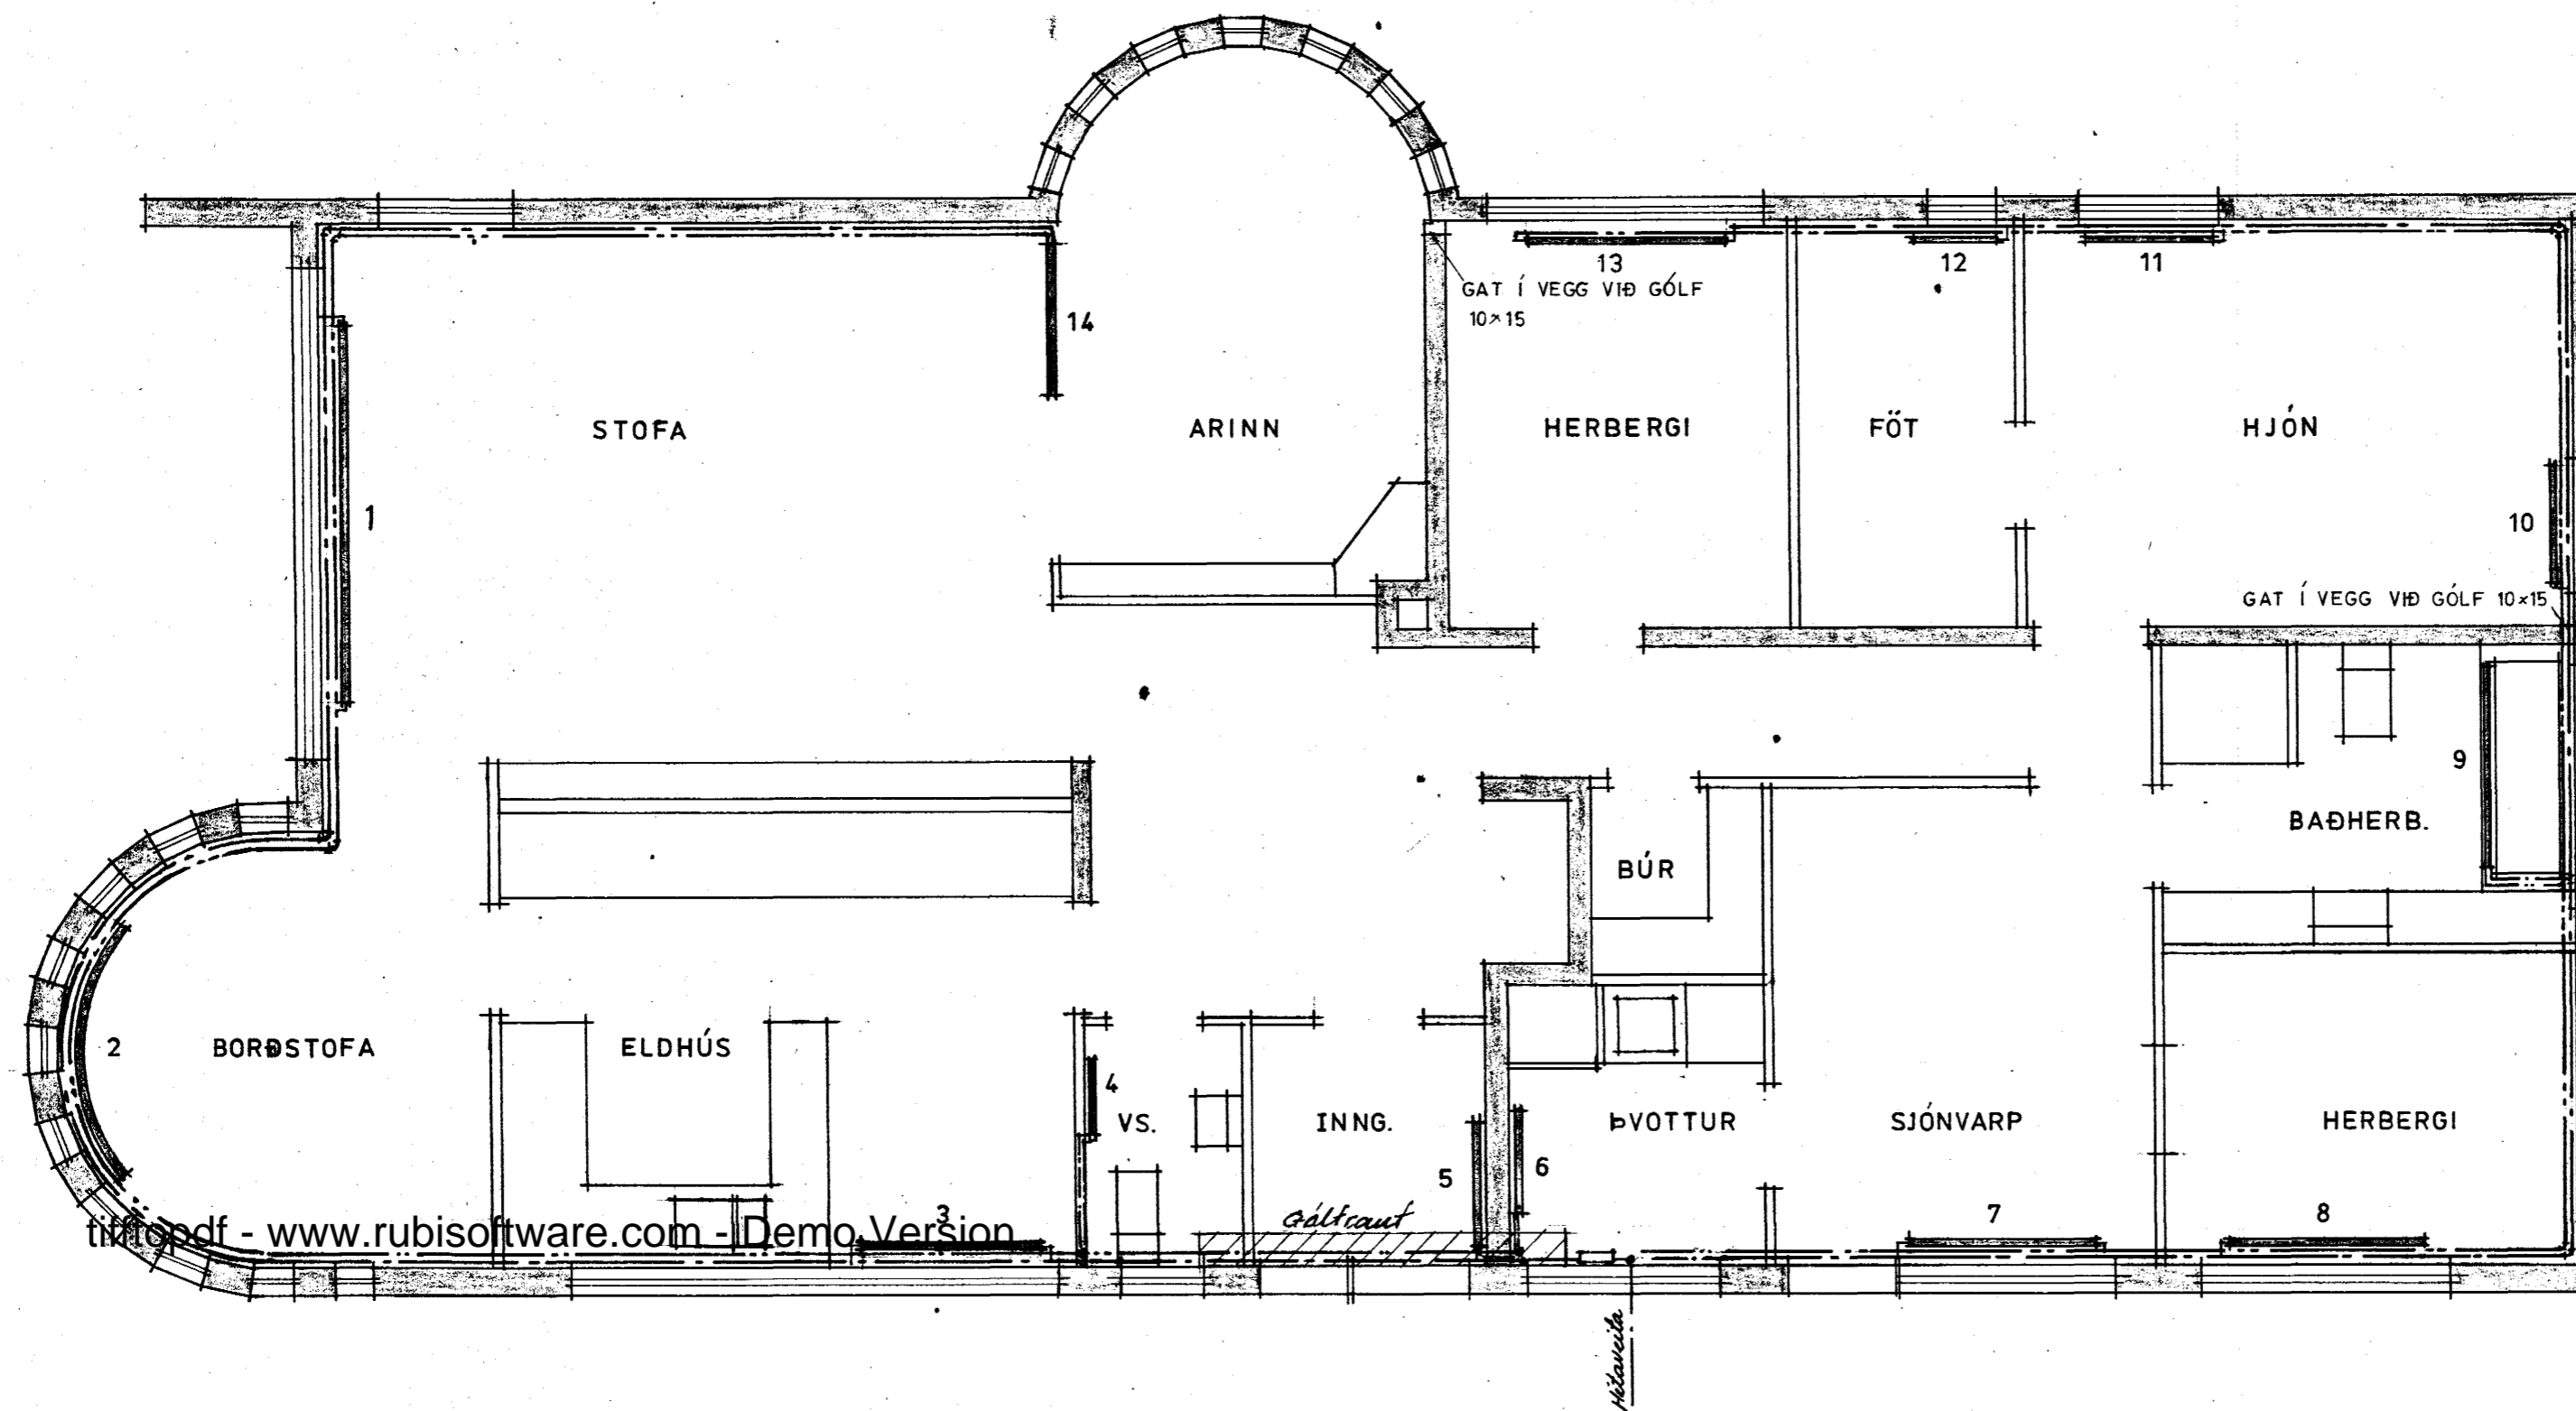 13
12
11
GAT Í VEGG VIÐ GÓLF
10×15
14
STOFA
ARINN
HERBERGI
FÖT
HJÓN
1
10
GAT Í VEGG VIÐ GÓLF 10×15
9
BAÐHERB.
BÚR
2
BORÐSTOFA
ELDHÚS
4
VS.
INNG.
ÞVOTTUR
SJÓNVARP
HERBERGI
5
6
3
7
8
Gólfraut
tifftopdf - www.rubisoftware.com - Demo Version
Hitaveita